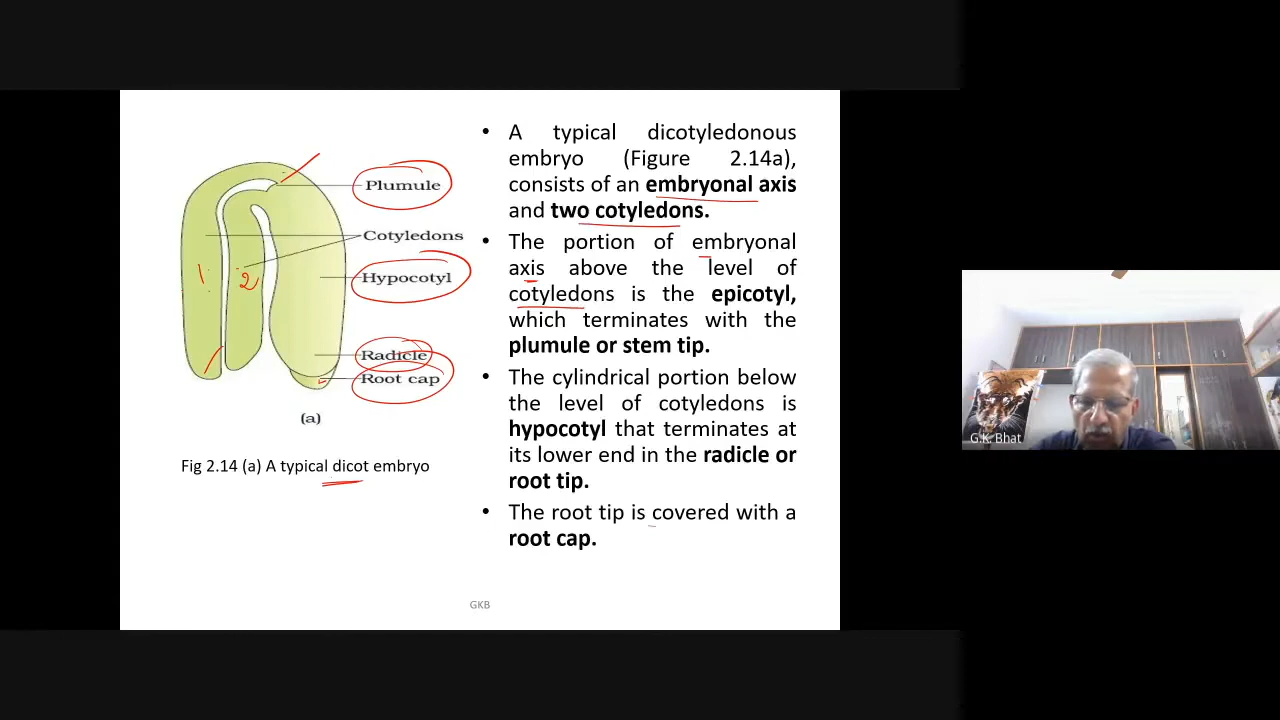 Plumule
Cotyledons
1
2
Hypocotyl
Radicle
Root cap
(a)
Fig 2.14 (a) A typical dicot embryo
• A typical dicotyledonous
embryo (Figure 2.14a),
consists of an embryonal axis
and two cotyledons.
• The portion of embryonal
axis above the level of
cotyledons is the epicotyl,
which terminates with the
plumule or stem tip.
• The cylindrical portion below
the level of cotyledons is
hypocotyl that terminates at
its lower end in the radicle or
root tip.
• The root tip is covered with a
root cap.
GKB
G.K. Bhat